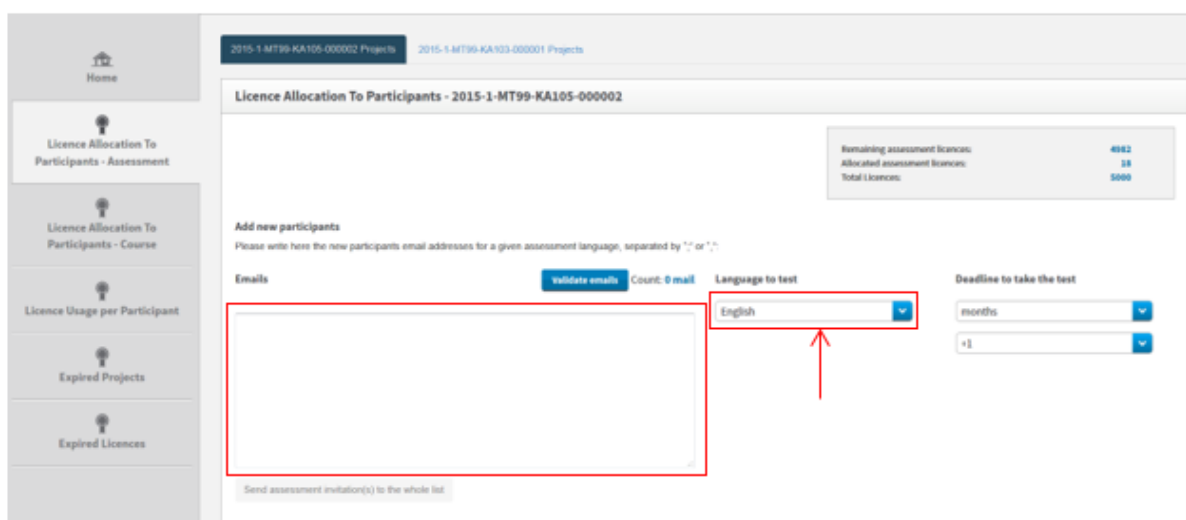 Home
Licence Allocation To
Participants - Assessment
Licence Allocation To
Participants - Course
Licence Usage per Participant
Expired Projects
Expired Licences
2015-1-MT99-KA105-000002 Projects
2015-1-MT99-KA103-000001 Projects
Licence Allocation To Participants - 2015-1-MT99-KA105-000002
Remaining assessment licences: 4982
Allocated assessment licences: 18
Total Licences: 5000
Add new participants
Please write here the new participants email addresses for a given assessment language, separated by ";" or ",":
Emails
Validate emails
Count: 0 mail
Language to test
Deadline to take the test
English
months
+1
Send assessment invitation(s) to the whole list